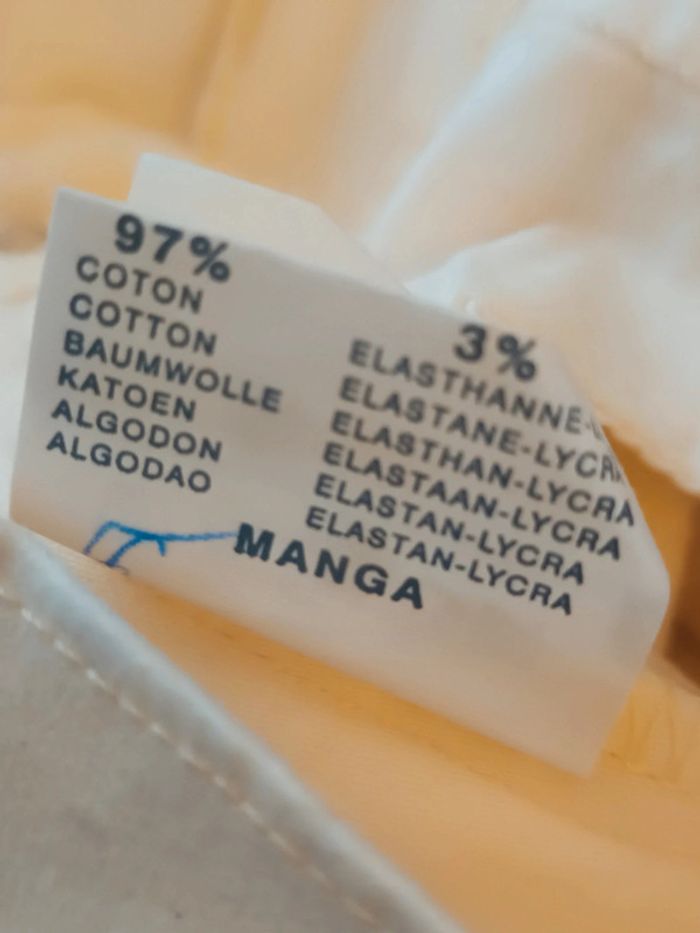 97%
COTON
COTTON
BAUMWOLLE
KATOEN
ALGODON
ALGODAO
3%
ELASTHANNE-
ELASTANE-LYCRA
ELASTHAN-LYCRA
ELASTAAN-LYCRA
ELASTAN-LYCRA
ELASTAN-LYCRA
MANGA